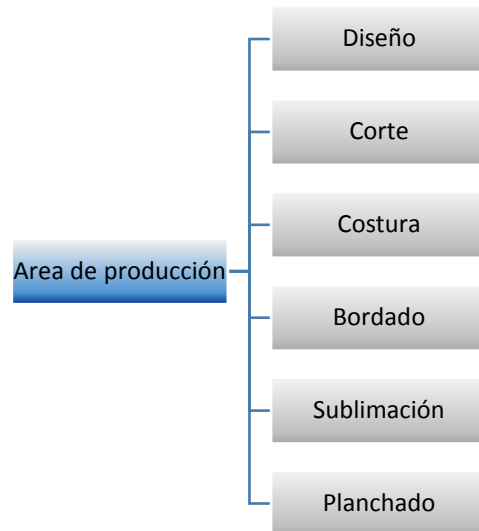 Diseño
Corte
Costura
Area de producción
Bordado
Sublimación
Planchado